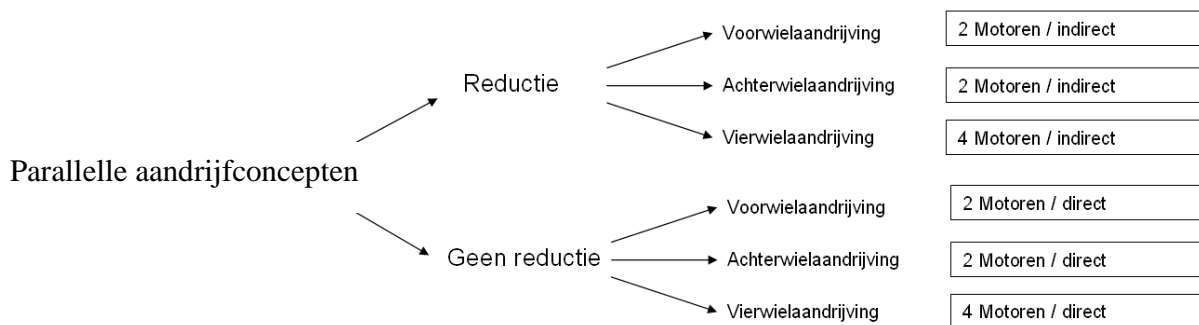 Voorwielaandrijving 2 Motoren / indirect
Reductie Achterwielaandrijving 2 Motoren / indirect
Vierwielaandrijving 4 Motoren / indirect
Parallelle aandrijfconcepten
Voorwielaandrijving 2 Motoren / direct
Geen reductie Achterwielaandrijving 2 Motoren / direct
Vierwielaandrijving 4 Motoren / direct